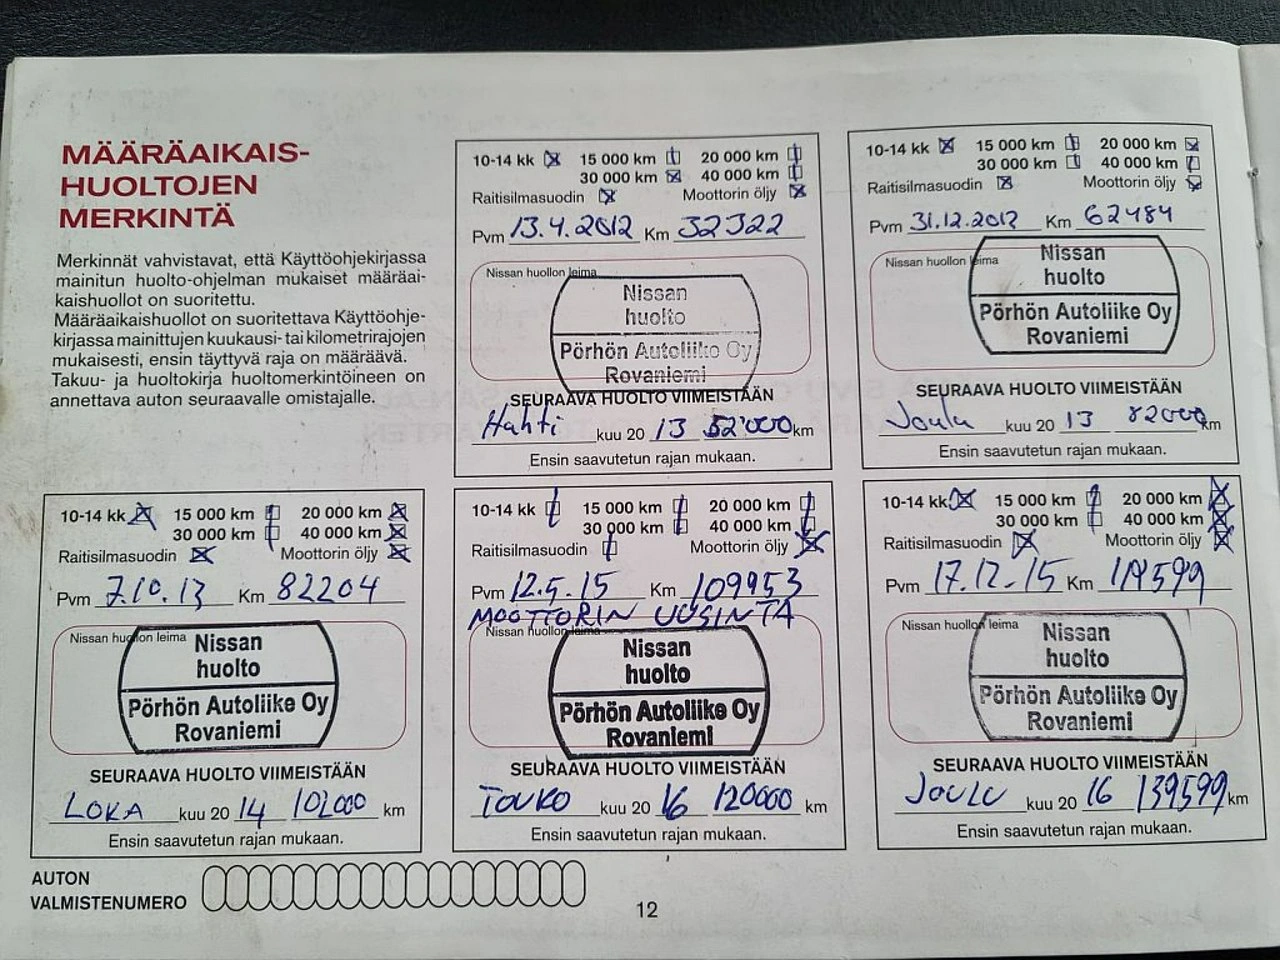 MÄÄRÄAIKAIS-
HUOLTOJEN
MERKINTÄ
Merkinnät vahvistavat, että Käyttöohjekirjassa
mainitun huolto-ohjelman mukaiset määräai-
kaishuollot on suoritettu.
Määräaikaishuollot on suoritettava Käyttöohje-
kirjassa mainittujen kuukausi- tai kilometrirajojen
mukaisesti, ensin täyttyvä raja on määräävä.
Takuu- ja huoltokirja huoltomerkintöineen on
annettava auton seuraavalle omistajalle.
10-14 kk 15 000 km 20 000 km
30 000 km 40 000 km
Raitisilmasuodin Moottorin öljy
Pvm 13.4.2012 Km 32322
Nissan huollon leima
Nissan
huolto
Pörhön Autoliike Oy
Rovaniemi
SEURAAVA HUOLTO VIIMEISTÄÄN
Huhti kuu 20 13 52'000 km
Ensin saavutetun rajan mukaan.
10-14 kk 15 000 km 20 000 km
30 000 km 40 000 km
Raitisilmasuodin Moottorin öljy
Pvm 31.12.2012 Km 62484
Nissan huollon leima
Nissan
huolto
Pörhön Autoliike Oy
Rovaniemi
SEURAAVA HUOLTO VIIMEISTÄÄN
Joulu kuu 20 13 82000 km
Ensin saavutetun rajan mukaan.
10-14 kk 15 000 km 20 000 km
30 000 km 40 000 km
Raitisilmasuodin Moottorin öljy
Pvm 7.10.13 Km 82204
Nissan huollon leima
Nissan
huolto
Pörhön Autoliike Oy
Rovaniemi
SEURAAVA HUOLTO VIIMEISTÄÄN
LOKA kuu 20 14 102000 km
Ensin saavutetun rajan mukaan.
10-14 kk 15 000 km 20 000 km
30 000 km 40 000 km
Raitisilmasuodin Moottorin öljy
Pvm 12.5.15 Km 109953
MOOTTORIN UUSINTA
Nissan huollon leima
Nissan
huolto
Pörhön Autoliike Oy
Rovaniemi
SEURAAVA HUOLTO VIIMEISTÄÄN
TOUKO kuu 20 16 120000 km
Ensin saavutetun rajan mukaan.
10-14 kk 15 000 km 20 000 km
30 000 km 40 000 km
Raitisilmasuodin Moottorin öljy
Pvm 17.12-15 Km 119599
Nissan huollon leima
Nissan
huolto
Pörhön Autoliike Oy
Rovaniemi
SEURAAVA HUOLTO VIIMEISTÄÄN
JOULU kuu 20 16 139599 km
Ensin saavutetun rajan mukaan.
AUTON
VALMISTENUMERO
12